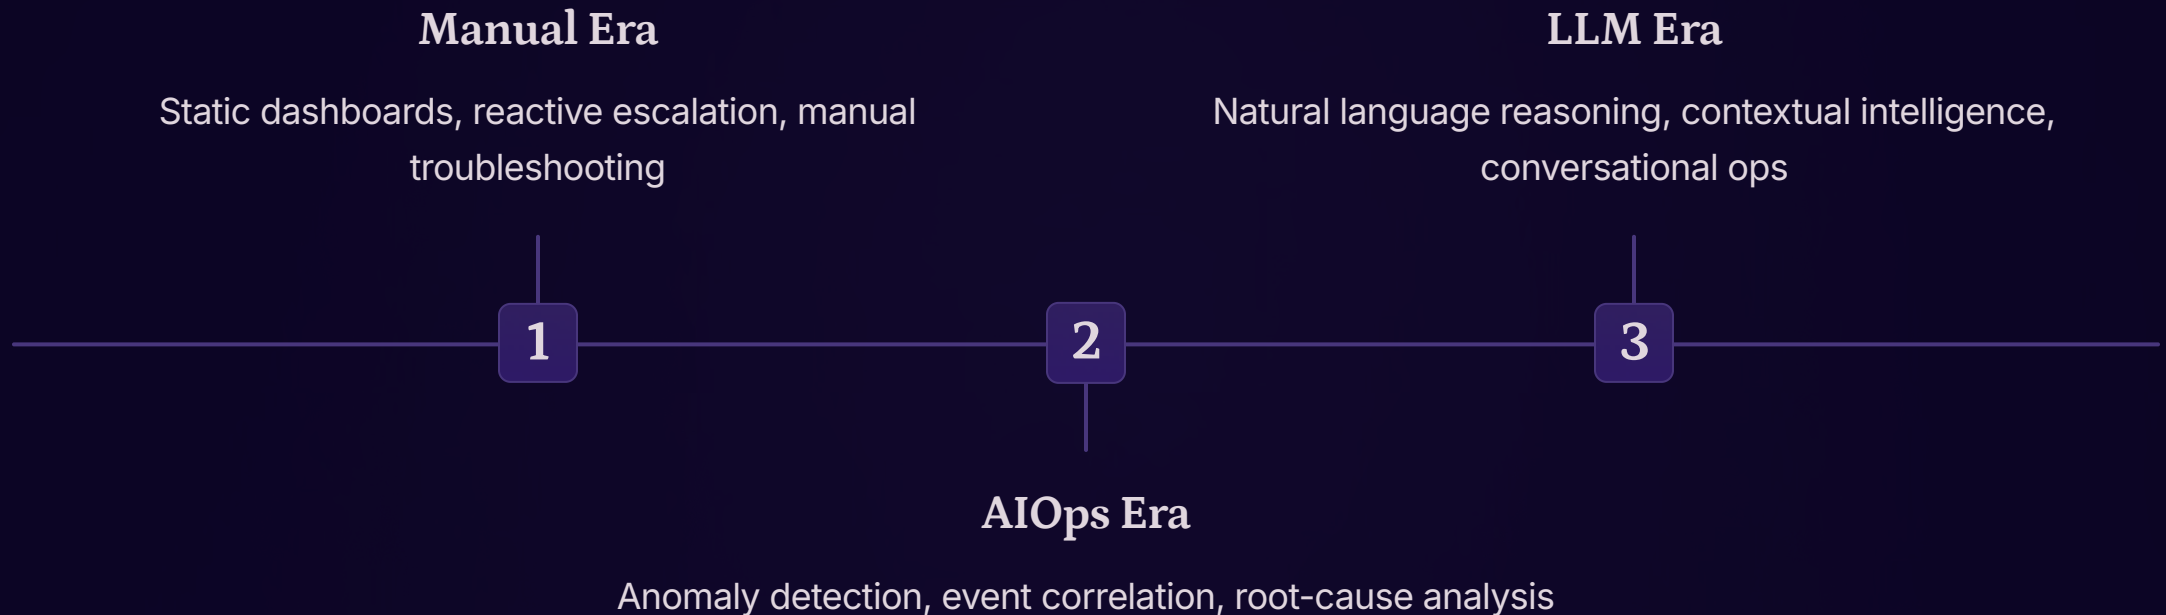 Manual Era
Static dashboards, reactive escalation, manual
troubleshooting
LLM Era
Natural language reasoning, contextual intelligence,
conversational ops
1
2
3
AIOps Era
Anomaly detection, event correlation, root-cause analysis